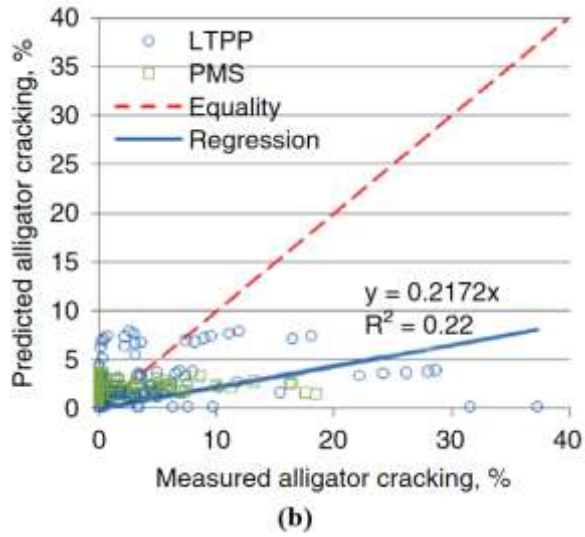 40
35
30
25
20
15
10
5
0
Predicted alligator cracking, %
LTPP
PMS
Equality
Regression
y = 0.2172x
R² = 0.22
0 10 20 30 40
Measured alligator cracking, %
(b)